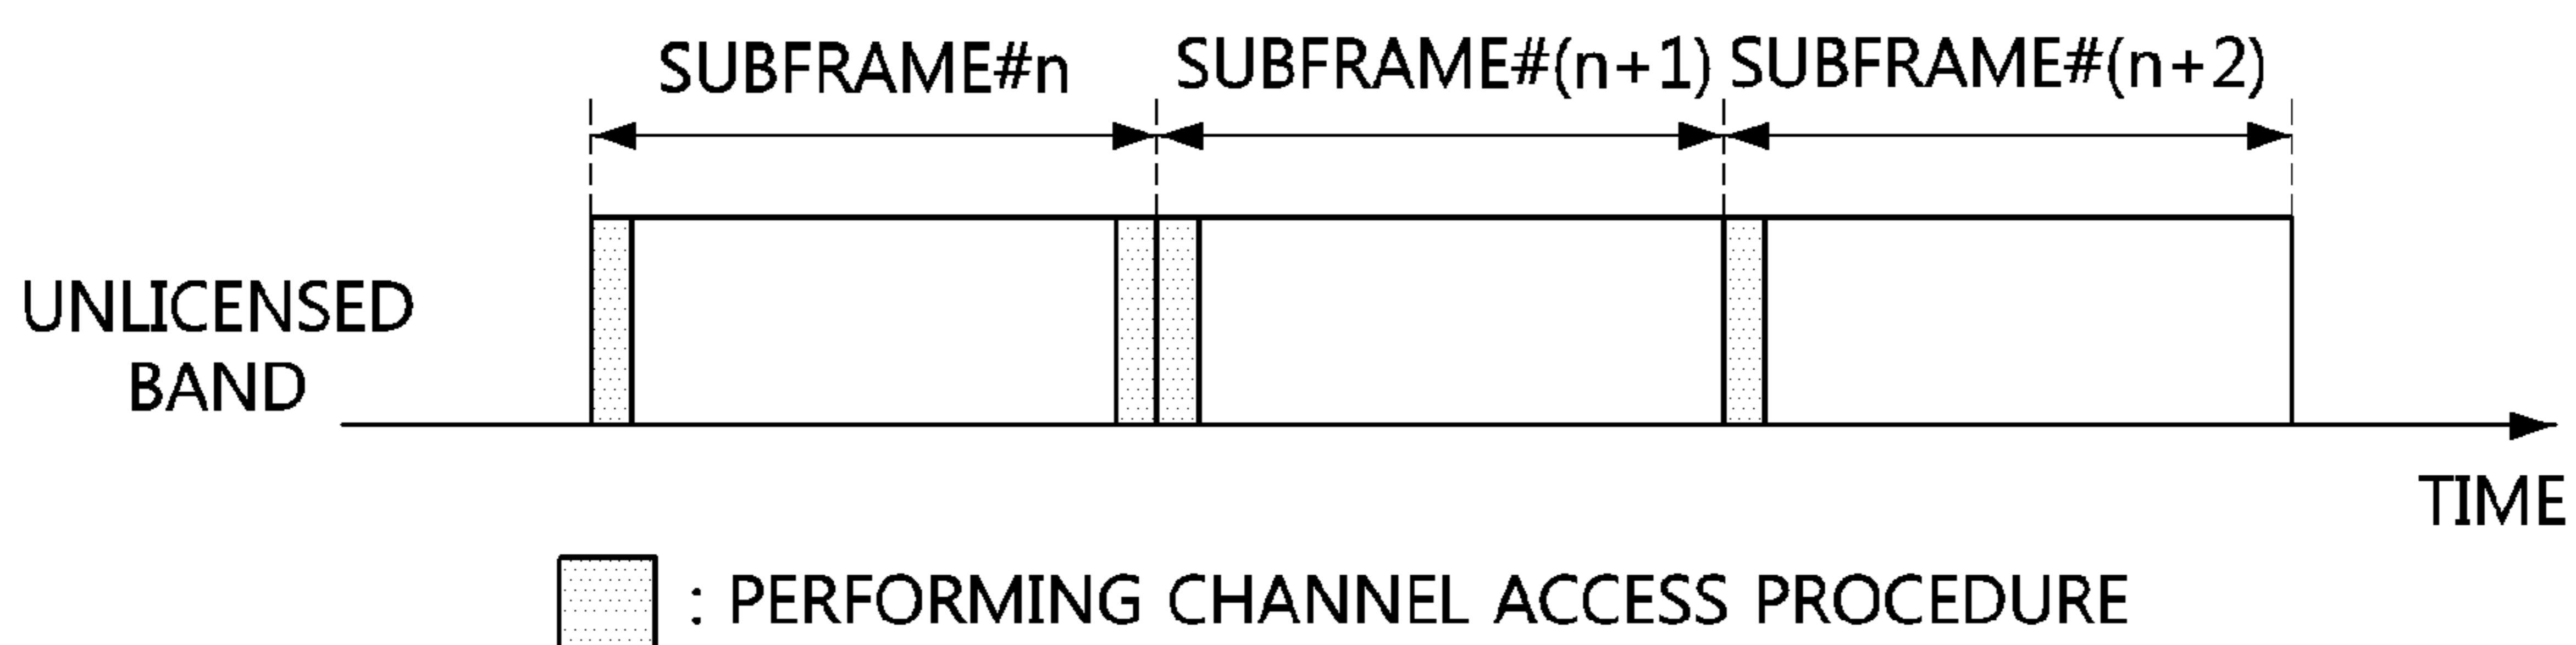 SUBFRAME#n SUBFRAME#(n+1) SUBFRAME#(n+2)
UNLICENSED
BAND
TIME
: PERFORMING CHANNEL ACCESS PROCEDURE